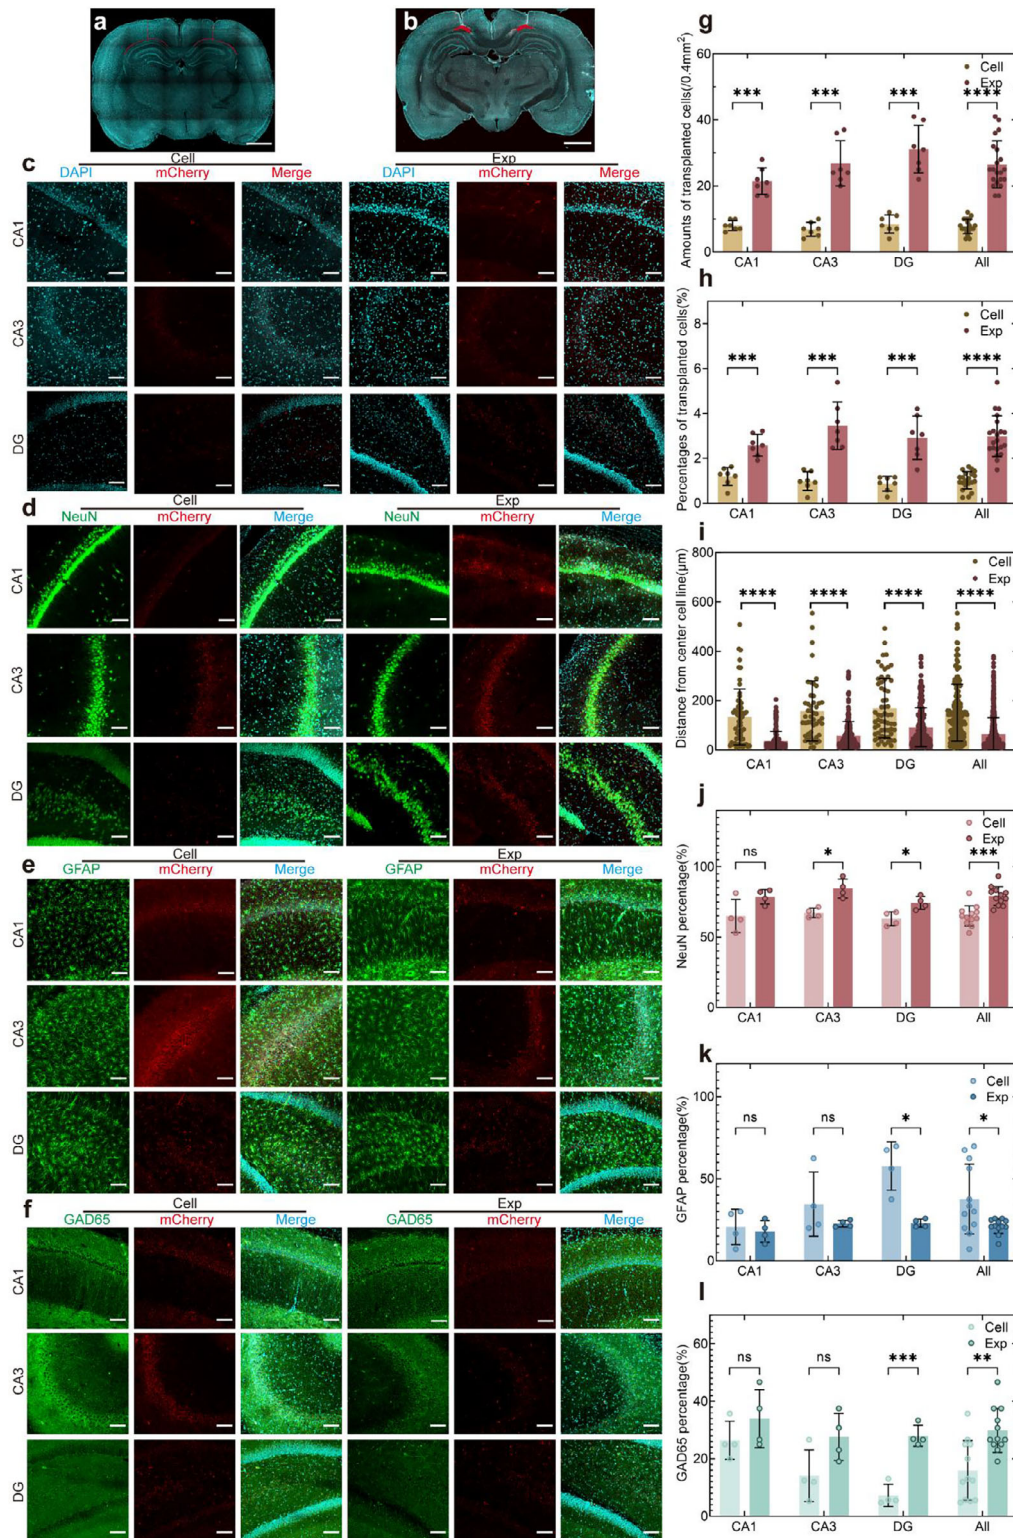 a
b
c
Cell
Exp
DAPI mCherry Merge DAPI mCherry Merge
CA1
CA3
DG
d
Cell
Exp
NeuN mCherry Merge NeuN mCherry Merge
CA1
CA3
DG
e
Cell
Exp
GFAP mCherry Merge GFAP mCherry Merge
CA1
CA3
DG
f
Cell
Exp
GAD65 mCherry Merge GAD65 mCherry Merge
CA1
CA3
DG
g
Amounts of transplanted cells(/0.4mm²)
60
40
20
0
Cell
Exp
*** *** *** ****
CA1 CA3 DG All
h
Percentages of transplanted cells(%)
8
6
4
2
0
Cell
Exp
*** *** *** ****
CA1 CA3 DG All
i
Distance from center cell line(μm)
800
600
400
200
0
Cell
Exp
**** **** **** ****
CA1 CA3 DG All
j
NeuN percentage(%)
100
50
0
Cell
Exp
ns * * ***
CA1 CA3 DG All
k
GFAP percentage(%)
100
50
0
Cell
Exp
ns ns * *
CA1 CA3 DG All
l
GAD65 percentage(%)
60
40
20
0
Cell
Exp
ns ns *** **
CA1 CA3 DG All